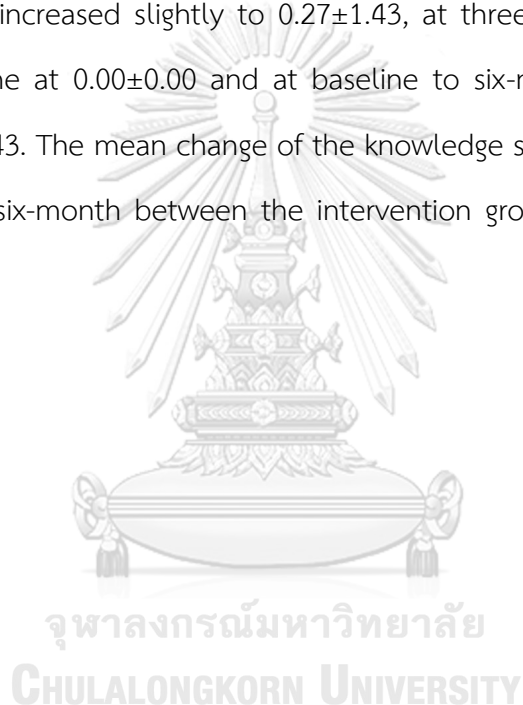 increased slightly to 0.27±1.43, at three
ne at 0.00±0.00 and at baseline to six-m
43. The mean change of the knowledge s
six-month between the intervention gro
จุฬาลงกรณ์มหาวิทยาลัย
CHULALONGKORN UNIVERSITY